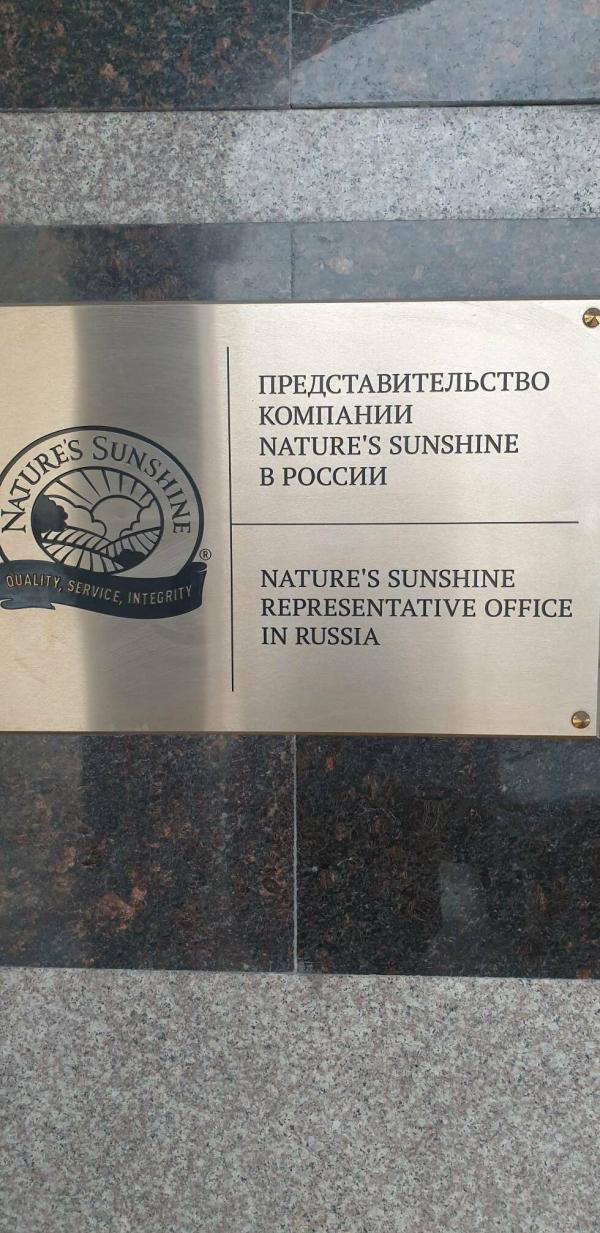 NATURE'S SUNSHINE
®
QUALITY, SERVICE, INTEGRITY
ПРЕДСТАВИТЕЛЬСТВО
КОМПАНИИ
NATURE'S SUNSHINE
В РОССИИ
NATURE'S SUNSHINE
REPRESENTATIVE OFFICE
IN RUSSIA